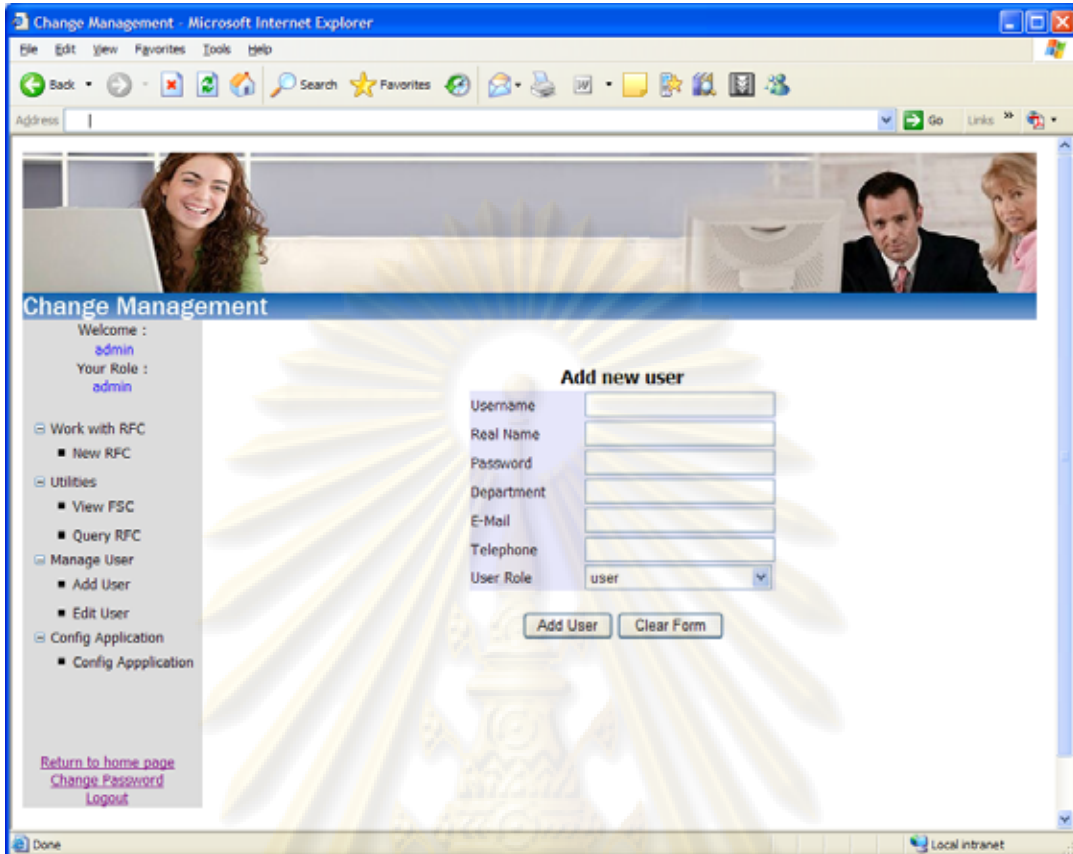 Change Management - Microsoft Internet Explorer
File Edit View Favorites Tools Help
Back Search Favorites
Address Go Links »
Change Management
Welcome :
admin
Your Role :
admin
Work with RFC
New RFC
Utilities
View FSC
Query RFC
Manage User
Add User
Edit User
Config Application
Config Appplication
Return to home page
Change Password
Logout
Add new user
Username
Real Name
Password
Department
E-Mail
Telephone
User Role user
Add User Clear Form
Done Local intranet